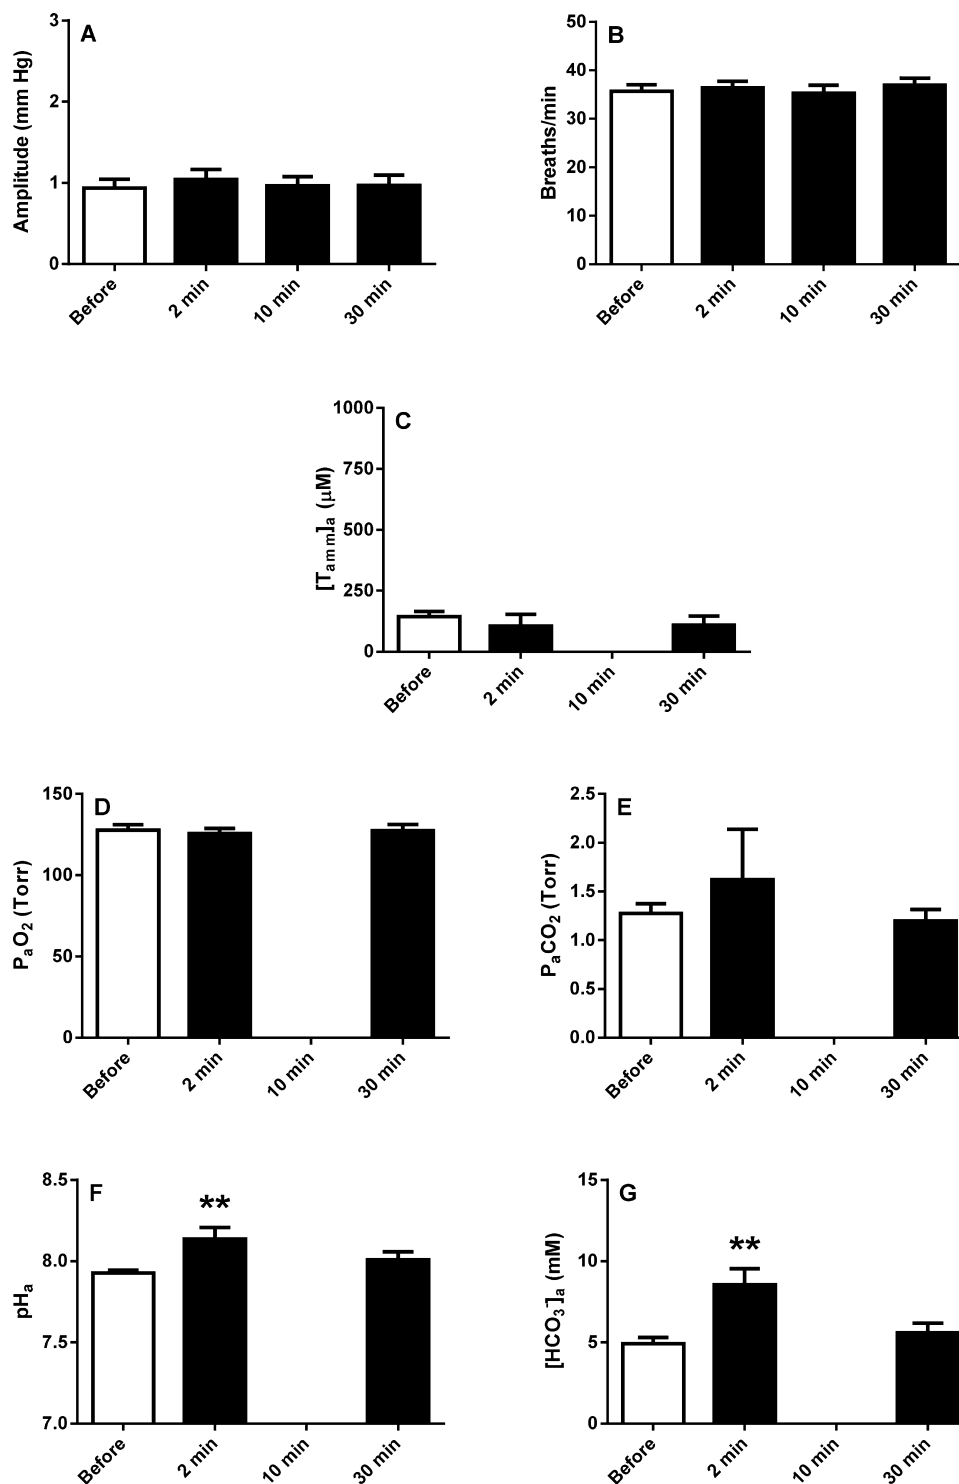 A
Amplitude (mm Hg)
3
2
1
0
Before
2 min
10 min
30 min
B
Breaths/min
50
40
30
20
10
0
Before
2 min
10 min
30 min
C
[Tamm]a (μM)
1000
750
500
250
0
Before
2 min
10 min
30 min
D
PaO2 (Torr)
150
100
50
0
Before
2 min
10 min
30 min
E
PaCO2 (Torr)
2.5
2.0
1.5
1.0
0.5
0.0
Before
2 min
10 min
30 min
F
pHa
8.5
8.0
7.5
7.0
**
Before
2 min
10 min
30 min
G
[HCO3-]a (mM)
15
10
5
0
**
Before
2 min
10 min
30 min